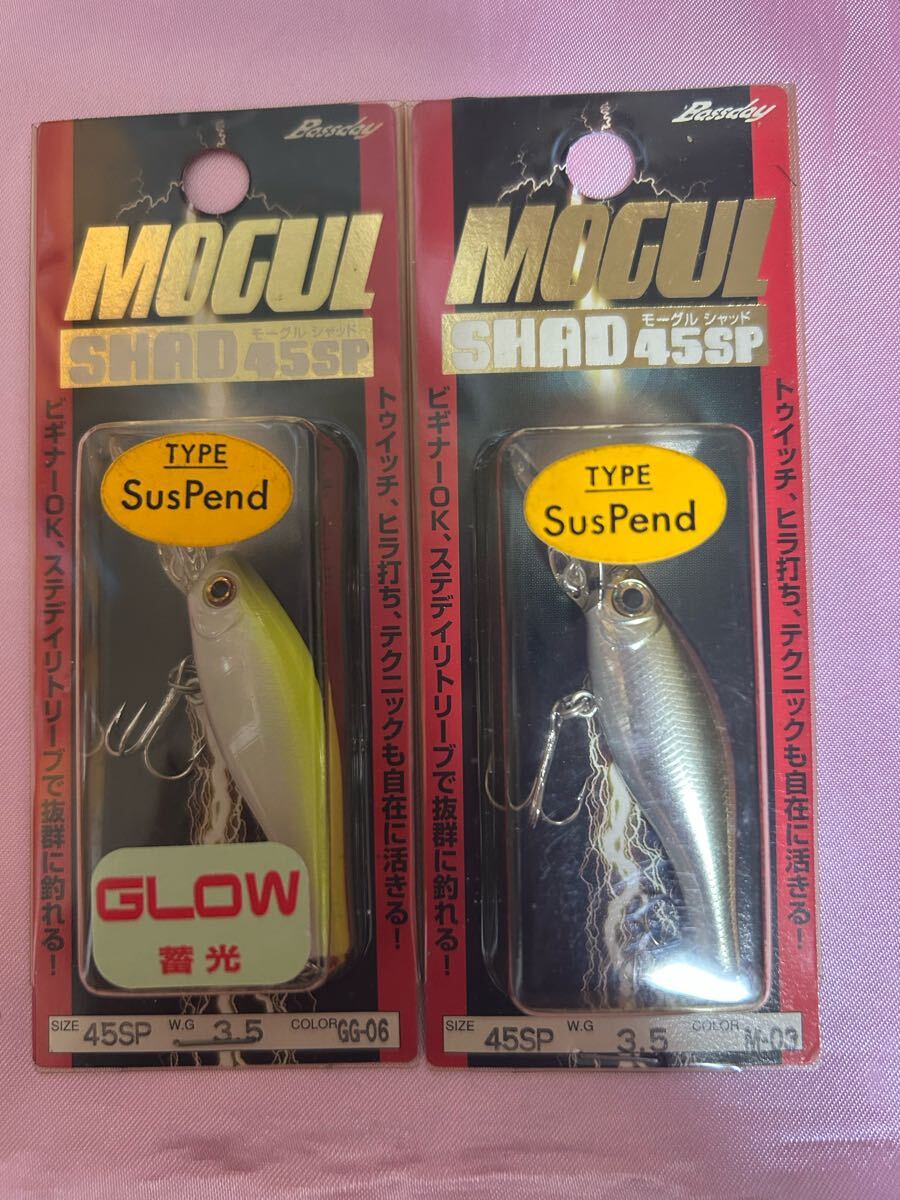 Bassday
MOGUL
SHAD
モーグル シャッド
45SP
ビギナーOK、ステディリトリーブで抜群に釣れる!
トゥイッチ、ヒラ打ち、テクニックも自在に活きる!
TYPE
SusPend
GLOW
蓄光
SIZE 45SP W.G 3.5 COLOR GG-06
Bassday
MOGUL
SHAD
モーグル シャッド
45SP
ビギナーOK、ステディリトリーブで抜群に釣れる!
トゥイッチ、ヒラ打ち、テクニックも自在に活きる!
TYPE
SusPend
SIZE 45SP W.G 3.5 COLOR M-03